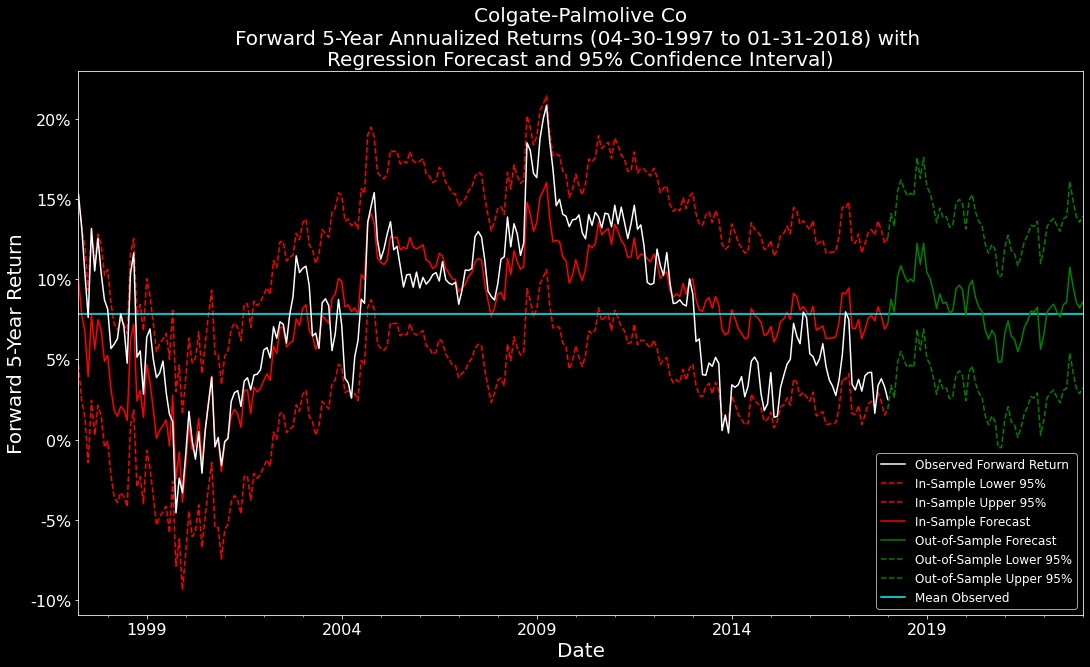 Colgate-Palmolive Co
Forward 5-Year Annualized Returns (04-30-1997 to 01-31-2018) with
Regression Forecast and 95% Confidence Interval)
Forward 5-Year Return
20%
15%
10%
5%
0%
-5%
-10%
Observed Forward Return
In-Sample Lower 95%
In-Sample Upper 95%
In-Sample Forecast
Out-of-Sample Forecast
Out-of-Sample Lower 95%
Out-of-Sample Upper 95%
Mean Observed
1999
2004
2009
2014
2019
Date